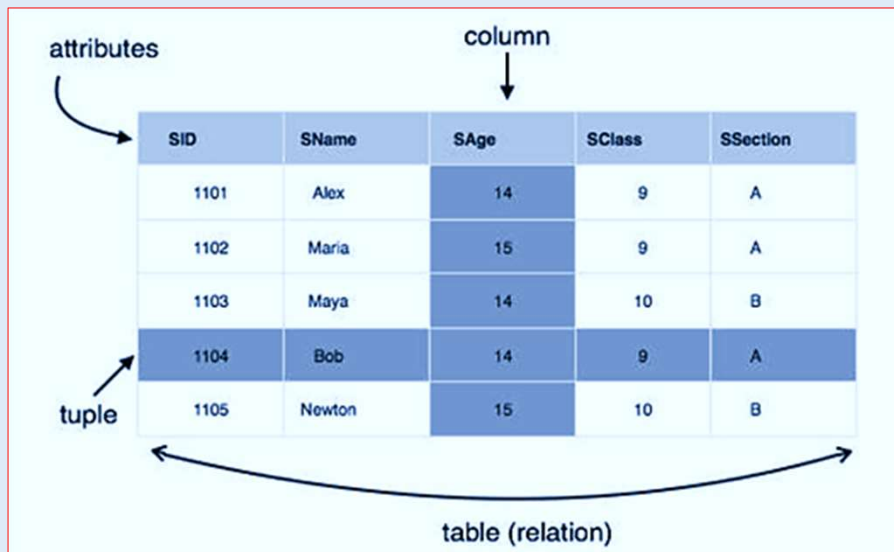 column
attributes
SID SName SAge SClass SSection
1101 Alex 14 9 A
1102 Maria 15 9 A
1103 Maya 14 10 B
1104 Bob 14 9 A
tuple
1105 Newton 15 10 B
table (relation)